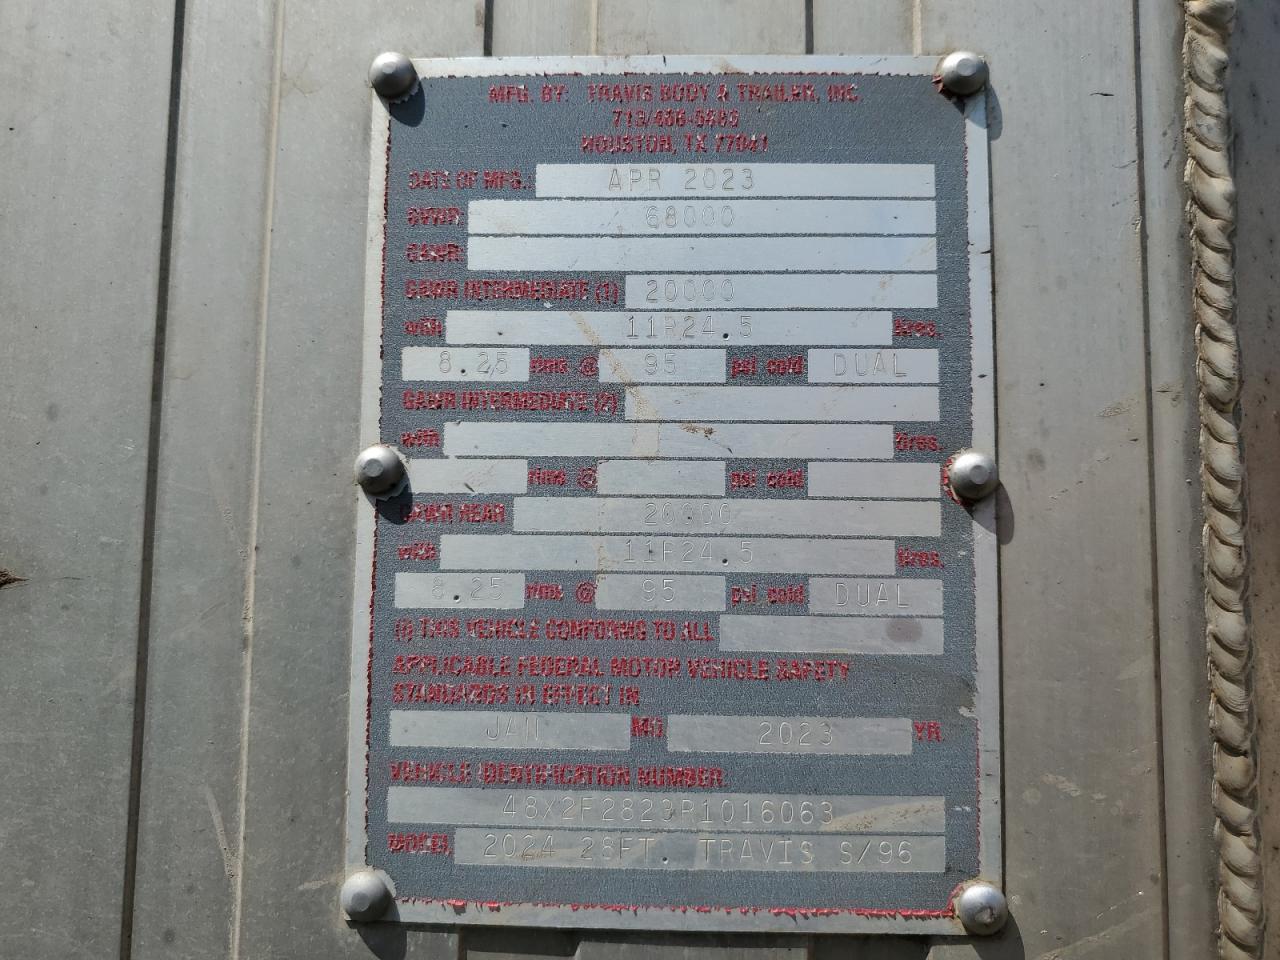 MFG. BY: TRAVIS BODY & TRAILER, INC.
HOUSTON, TX 77041
DATE OF MFG.: APR 2023
GVWR 68000
GAWR
GAWR INTERMEDIATE (1) 20000
with 11R24.5 tires.
8.25 rims @ 95 psi cold DUAL
GAWR INTERMEDIATE (2)
with tires.
rims @ psi cold
GAWR REAR 20000
with 11R24.5 tires.
8.25 rims @ 95 psi cold DUAL
(I) THIS VEHICLE CONFORMS TO ALL
APPLICABLE FEDERAL MOTOR VEHICLE SAFETY
STANDARDS IN EFFECT IN
JAN MO. 2023 YR.
VEHICLE IDENTIFICATION NUMBER
48X2F2823R1016063
MODEL 2024 28FT. TRAVIS S/96